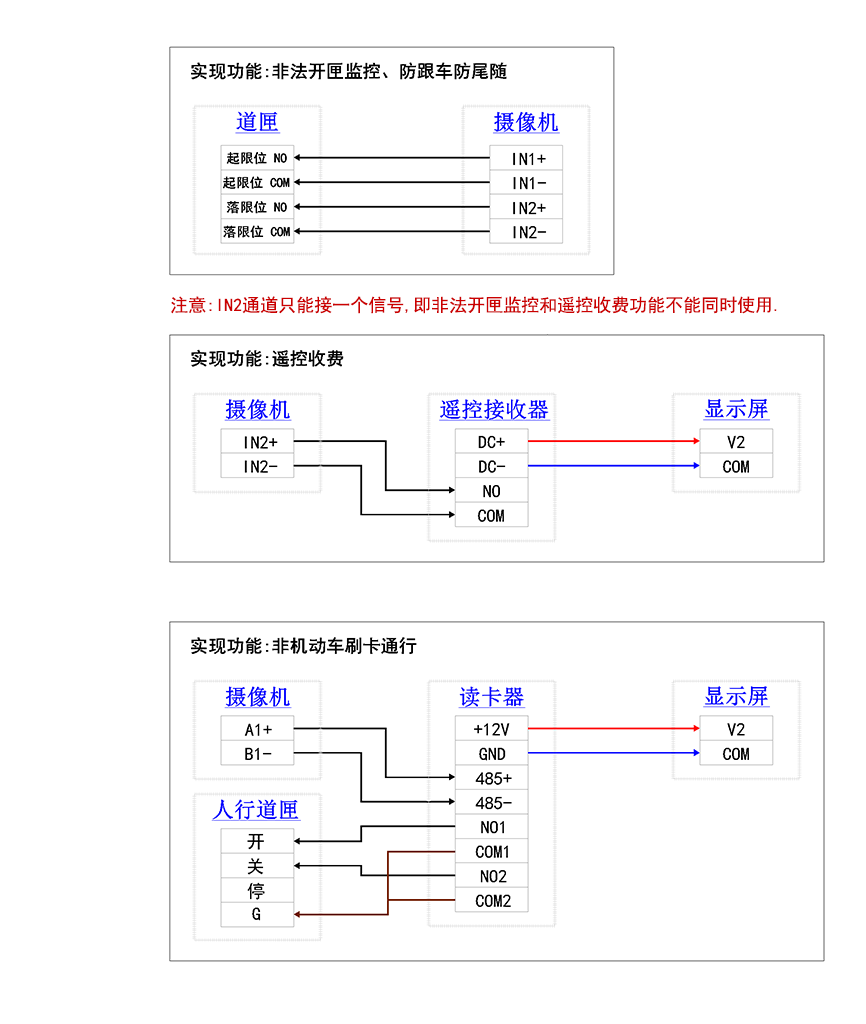 实现功能:非法开匣监控、防跟车防尾随
道匣
摄像机
起限位 NO
IN1+
起限位 COM
IN1-
落限位 NO
IN2+
落限位 COM
IN2-
注意:IN2通道只能接一个信号,即非法开匣监控和遥控收费功能不能同时使用.
实现功能:遥控收费
摄像机
遥控接收器
显示屏
IN2+
DC+
V2
IN2-
DC-
COM
NO
COM
实现功能:非机动车刷卡通行
摄像机
读卡器
显示屏
A1+
+12V
V2
B1-
GND
COM
485+
485-
人行道匣
NO1
开
COM1
关
NO2
停
COM2
G